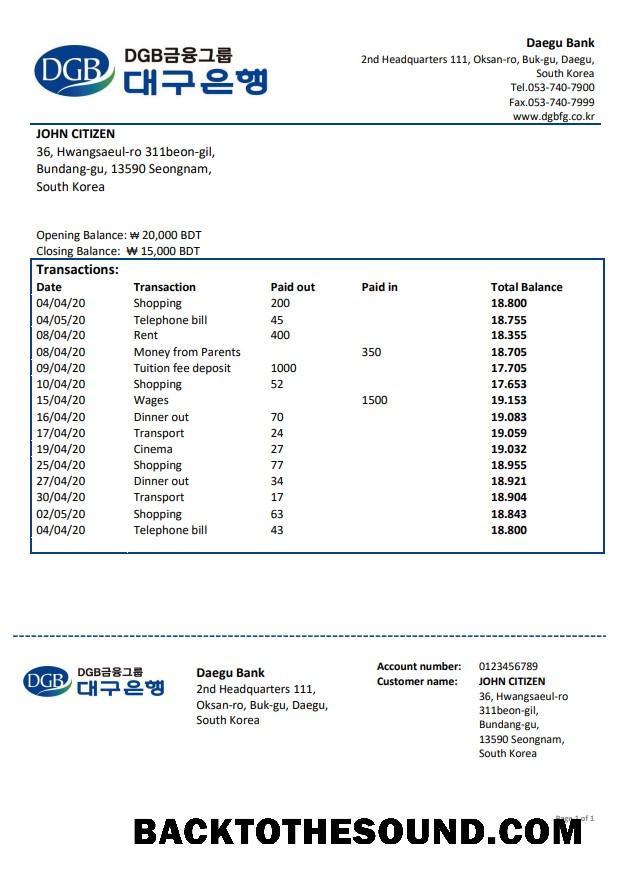 DGB
DGB금융그룹
대구은행
Daegu Bank
2nd Headquarters 111, Oksan-ro, Buk-gu, Daegu,
South Korea
Tel.053-740-7900
Fax.053-740-7999
www.dgbfg.co.kr
JOHN CITIZEN
36, Hwangsaeul-ro 311beon-gil,
Bundang-gu, 13590 Seongnam,
South Korea
Opening Balance: ₩ 20,000 BDT
Closing Balance: ₩ 15,000 BDT
Transactions:
Date Transaction Paid out Paid in Total Balance
04/04/20 Shopping 200 18.800
04/05/20 Telephone bill 45 18.755
08/04/20 Rent 400 18.355
08/04/20 Money from Parents 350 18.705
09/04/20 Tuition fee deposit 1000 17.705
10/04/20 Shopping 52 17.653
15/04/20 Wages 1500 19.153
16/04/20 Dinner out 70 19.083
17/04/20 Transport 24 19.059
19/04/20 Cinema 27 19.032
25/04/20 Shopping 77 18.955
27/04/20 Dinner out 34 18.921
30/04/20 Transport 17 18.904
02/05/20 Shopping 63 18.843
04/04/20 Telephone bill 43 18.800
DGB
DGB금융그룹
대구은행
Daegu Bank
2nd Headquarters 111,
Oksan-ro, Buk-gu, Daegu,
South Korea
Account number: 0123456789
Customer name: JOHN CITIZEN
36, Hwangsaeul-ro
311beon-gil,
Bundang-gu,
13590 Seongnam,
South Korea
Page 1 of 1
BACKTOTHESOUND.COM